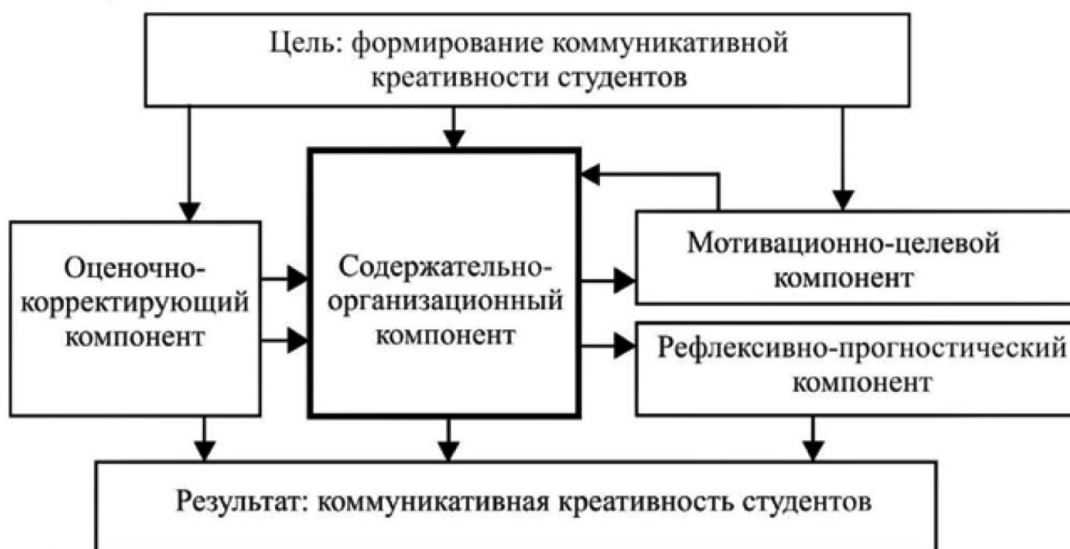 Цель: формирование коммуникативной
креативности студентов
Оценочно-
корректирующий
компонент
Содержательно-
организационный
компонент
Мотивационно-целевой
компонент
Рефлексивно-прогностический
компонент
Результат: коммуникативная креативность студентов